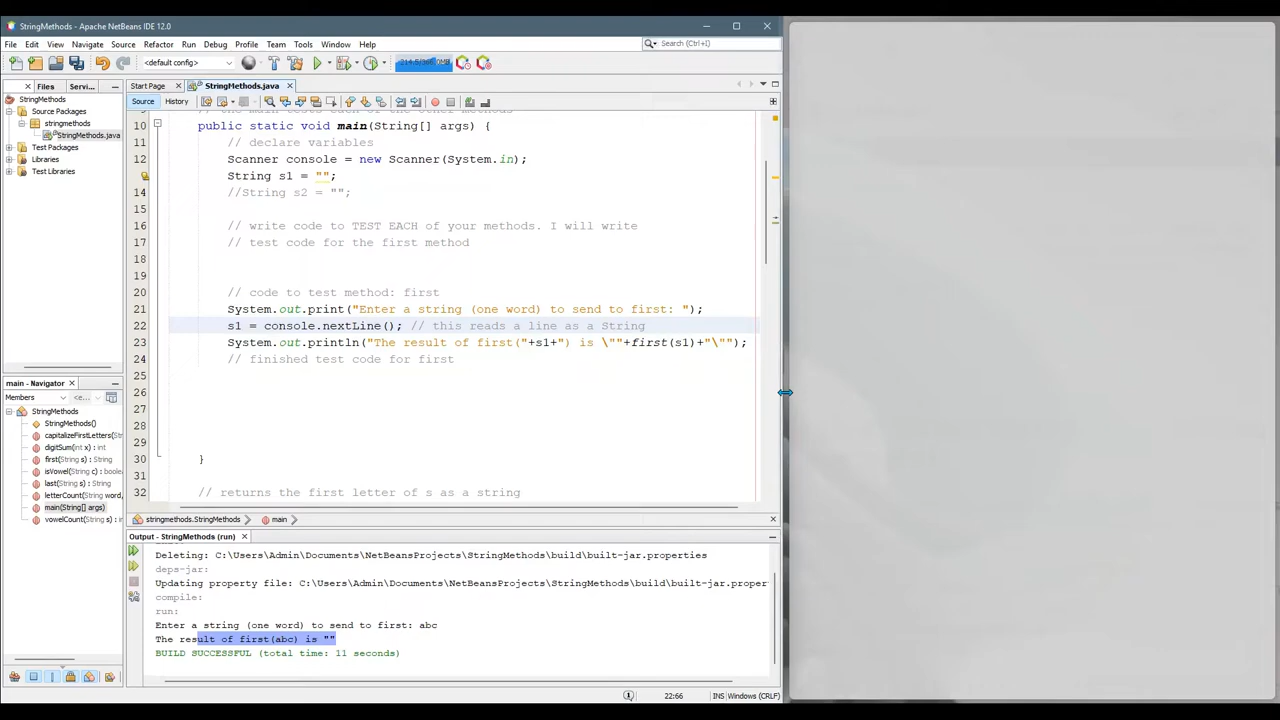 StringMethods - Apache NetBeans IDE 12.0
File Edit View Navigate Source Refactor Run Debug Profile Team Tools Window Help
Search (Ctrl+I)
<default config>
Files Servi...
Start Page StringMethods.java
Source History
StringMethods
Source Packages
stringmethods
StringMethods.java
Test Packages
Libraries
Test Libraries
10 public static void main(String[] args) {
11 // declare variables
12 Scanner console = new Scanner(System.in);
String s1 = "";
14 //String s2 = "";
15
16 // write code to TEST EACH of your methods. I will write
17 // test code for the first method
18
19
20 // code to test method: first
21 System.out.print("Enter a string (one word) to send to first: ");
22 s1 = console.nextLine(); // this reads a line as a String
23 System.out.println("The result of first("+s1+") is \""+first(s1)+"\"");
24 // finished test code for first
25
26
27
28
29
30 }
31
32 // returns the first letter of s as a string
main - Navigator
Members <e...
StringMethods
StringMethods()
capitalizeFirstLetters(Str
digitSum(int x) : int
first(String s) : String
isVowel(String c) : boole
last(String s) : String
letterCount(String word,
main(String[] args)
vowelCount(String s) : in
stringmethods.StringMethods main
Output - StringMethods (run)
Deleting: C:\Users\Admin\Documents\NetBeansProjects\StringMethods\build\built-jar.properties
deps-jar:
Updating property file: C:\Users\Admin\Documents\NetBeansProjects\StringMethods\build\built-jar.proper
compile:
run:
Enter a string (one word) to send to first: abc
The result of first(abc) is ""
BUILD SUCCESSFUL (total time: 11 seconds)
22:66 INS Windows (CRLF)